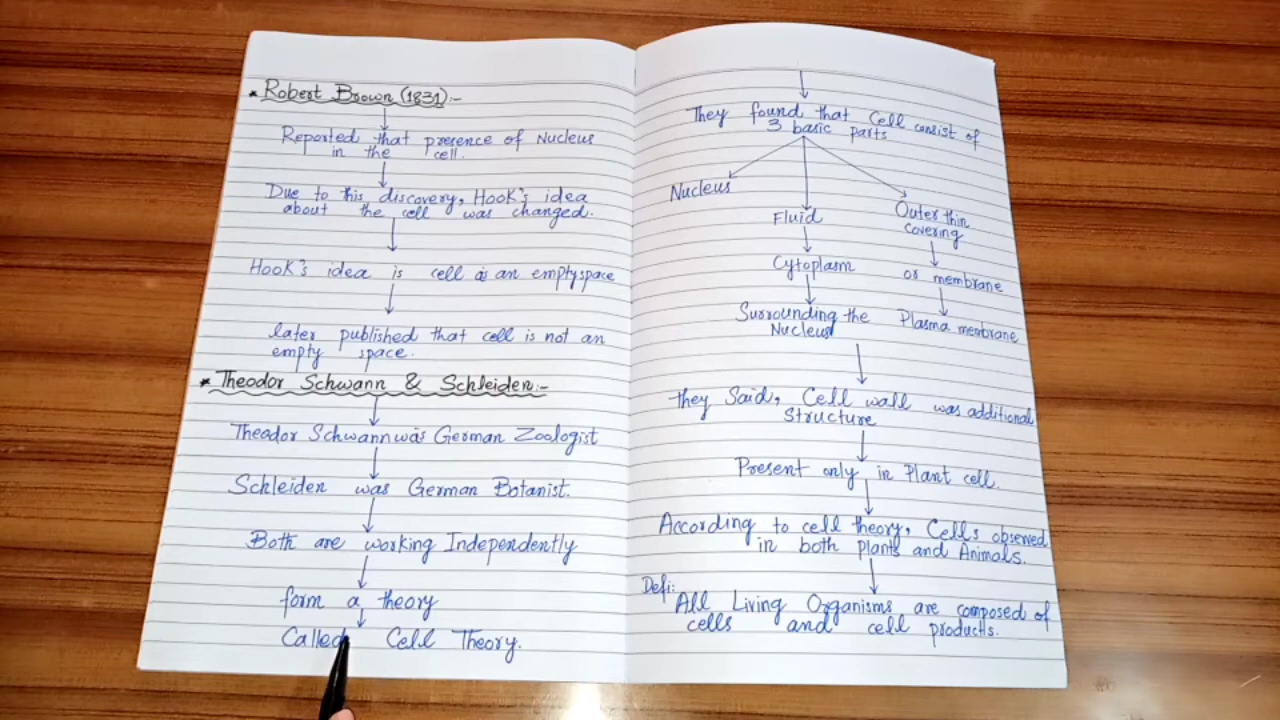 * Robert Brown (1831):-
Reported that presence of Nucleus
in the cell.
Due to this discovery, Hook's idea
about the cell was changed.
Hook's idea is cell is an empty space
later published that cell is not an
empty space.
* Theodor Schwann & Schleiden:-
Theodor Schwann was German Zoologist
Schleiden was German Botanist.
Both are working Independently
form a theory
Called Cell Theory.
They found that Cell consist of
3 basic parts
Nucleus
Fluid
Outer thin
covering
Cytoplasm
or membrane
Surrounding the
Nucleus
Plasma membrane
they Said, Cell wall was additional
Structure
Present only in Plant cell.
According to cell theory, Cells observed
in both plants and Animals.
Defi:
All Living Organisms are composed of
cells and cell products.